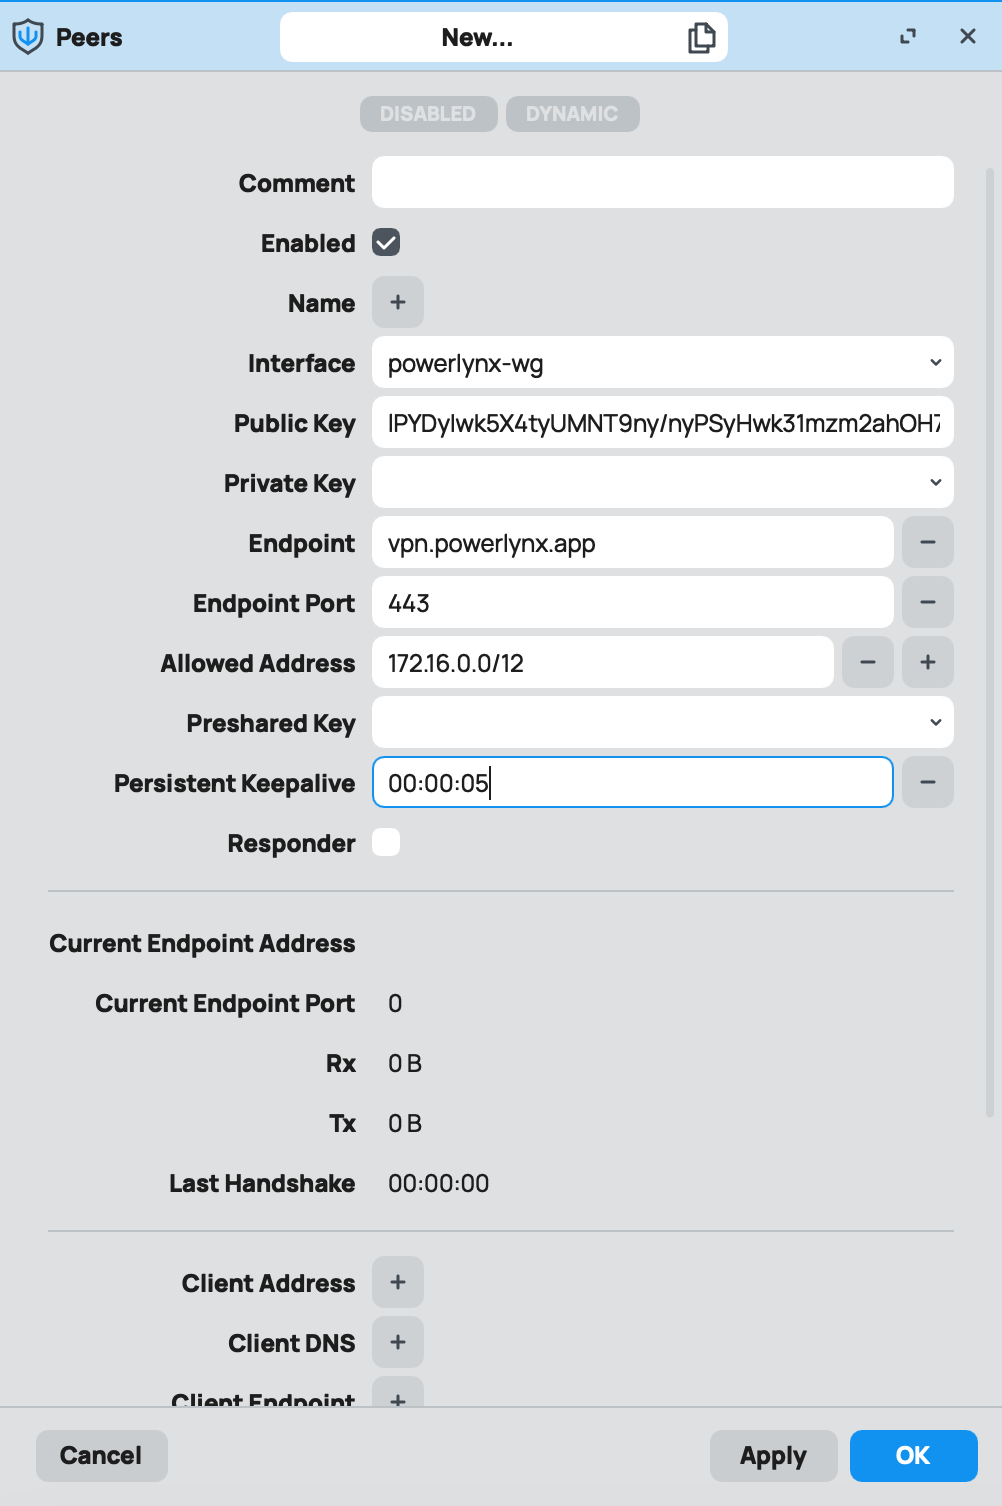 Peers
New...
DISABLED DYNAMIC
Comment
Enabled
Name +
Interface powerlynx-wg
Public Key
Private Key
Endpoint vpn.powerlynx.app −
Endpoint Port 443 −
Allowed Address 172.16.0.0/12 − +
Preshared Key
Persistent Keepalive 00:00:05 −
Responder
Current Endpoint Address
Current Endpoint Port 0
Rx 0 B
Tx 0 B
Last Handshake 00:00:00
Client Address +
Client DNS +
Client Endpoint +
Cancel Apply OK